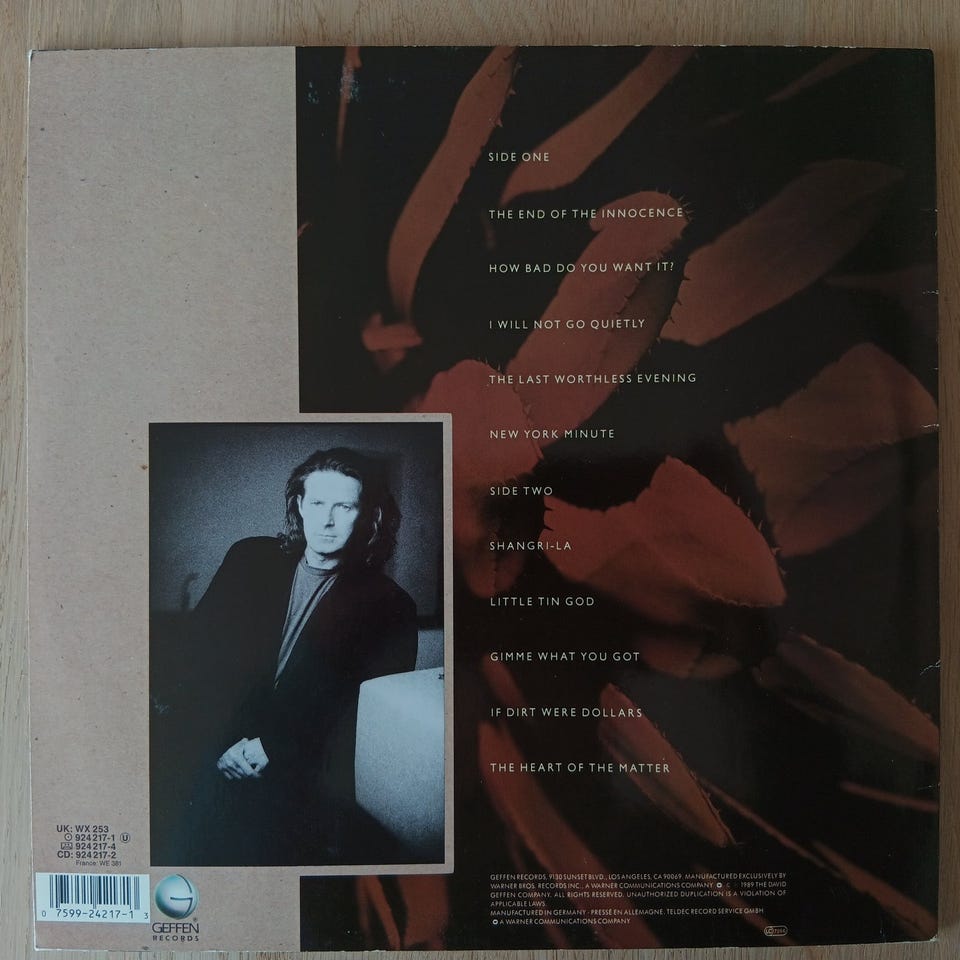 SIDE ONE
THE END OF THE INNOCENCE
HOW BAD DO YOU WANT IT?
I WILL NOT GO QUIETLY
THE LAST WORTHLESS EVENING
NEW YORK MINUTE
SIDE TWO
SHANGRI-LA
LITTLE TIN GOD
GIMME WHAT YOU GOT
IF DIRT WERE DOLLARS
THE HEART OF THE MATTER
UK: WX 253
924 217-1 U
924 217-4
CD: 924 217-2
France: WE 381
0 7599-24217-1 3
GEFFEN
RECORDS
GEFFEN RECORDS, 9130 SUNSET BLVD., LOS ANGELES, CA 90069. MANUFACTURED EXCLUSIVELY BY
WARNER BROS. RECORDS INC., A WARNER COMMUNICATIONS COMPANY. © 1989 THE DAVID
GEFFEN COMPANY. ALL RIGHTS RESERVED. UNAUTHORIZED DUPLICATION IS A VIOLATION OF
APPLICABLE LAWS.
MANUFACTURED IN GERMANY · PRESSÉ EN ALLEMAGNE. TELDEC RECORD SERVICE GMBH
A WARNER COMMUNICATIONS COMPANY